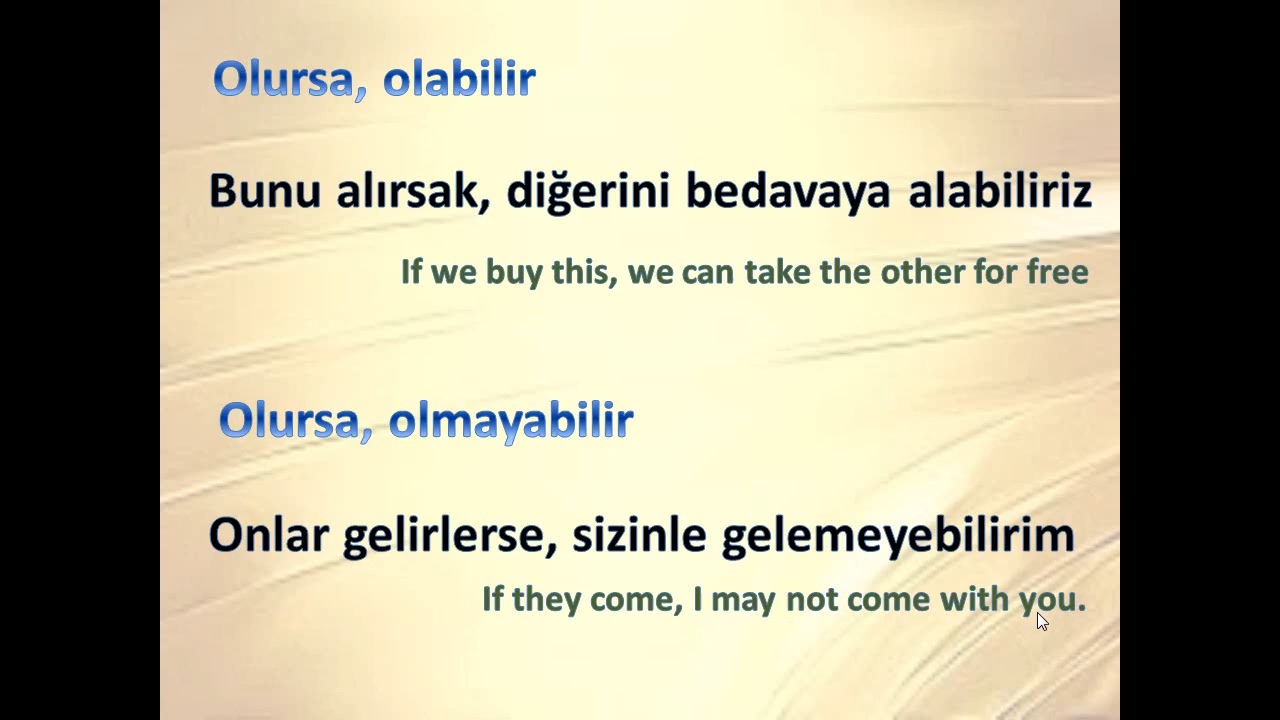 Olursa, olabilir
Bunu alırsak, diğerini bedavaya alabiliriz
If we buy this, we can take the other for free
Olursa, olmayabilir
Onlar gelirlerse, sizinle gelemeyebilirim
If they come, I may not come with you.